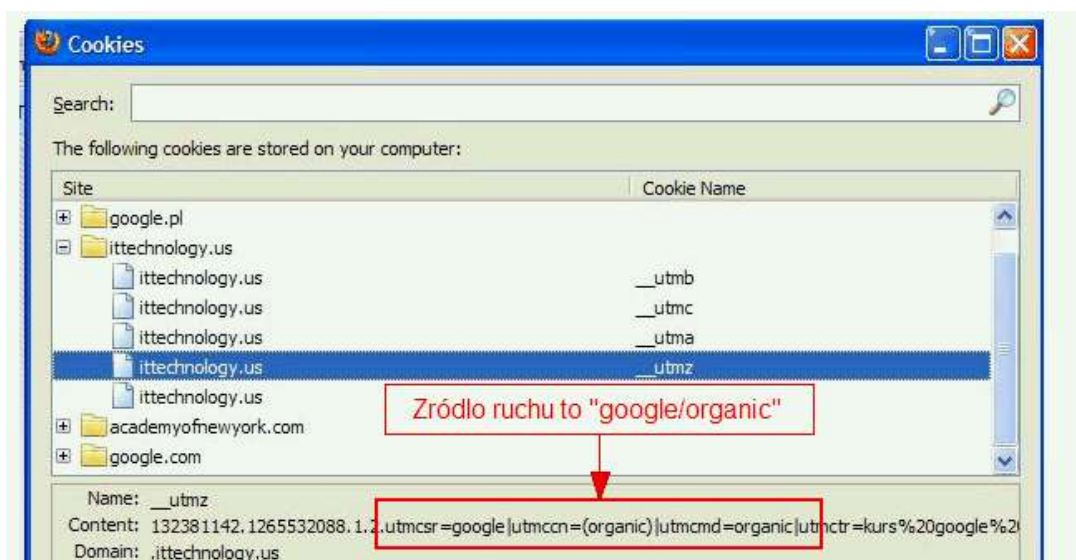 Cookies
Search:
The following cookies are stored on your computer:
Site Cookie Name
google.pl
ittechnology.us
ittechnology.us __utmb
ittechnology.us __utmc
ittechnology.us __utma
ittechnology.us __utmz
ittechnology.us
Zródlo ruchu to "google/organic"
academyofnewyork.com
google.com
Name: __utmz
Content: 132381142.1265532088.1.2.utmcsr=google|utmccn=(organic)|utmcmd=organic|utmctr=kurs%20google%2
Domain: .ittechnology.us